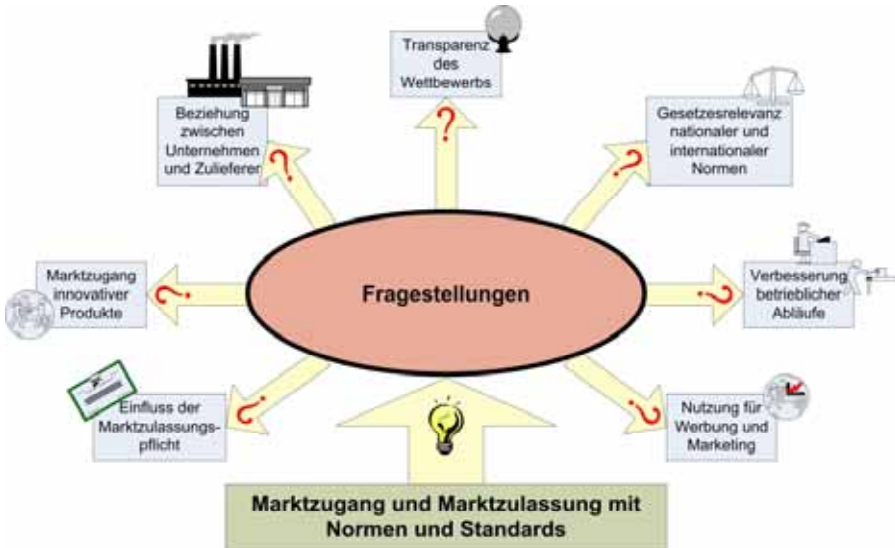 Transparenz
des
Wettbewerbs
Beziehung
zwischen
Unternehmen
und Zulieferer
Gesetzesrelevanz
nationaler und
internationaler
Normen
Marktzugang
innovativer
Produkte
Fragestellungen
Verbesserung
betrieblicher
Abläufe
Einfluss der
Marktzulassungs-
pflicht
Nutzung für
Werbung und
Marketing
Marktzugang und Marktzulassung mit
Normen und Standards
?
?
?
?
?
?
?